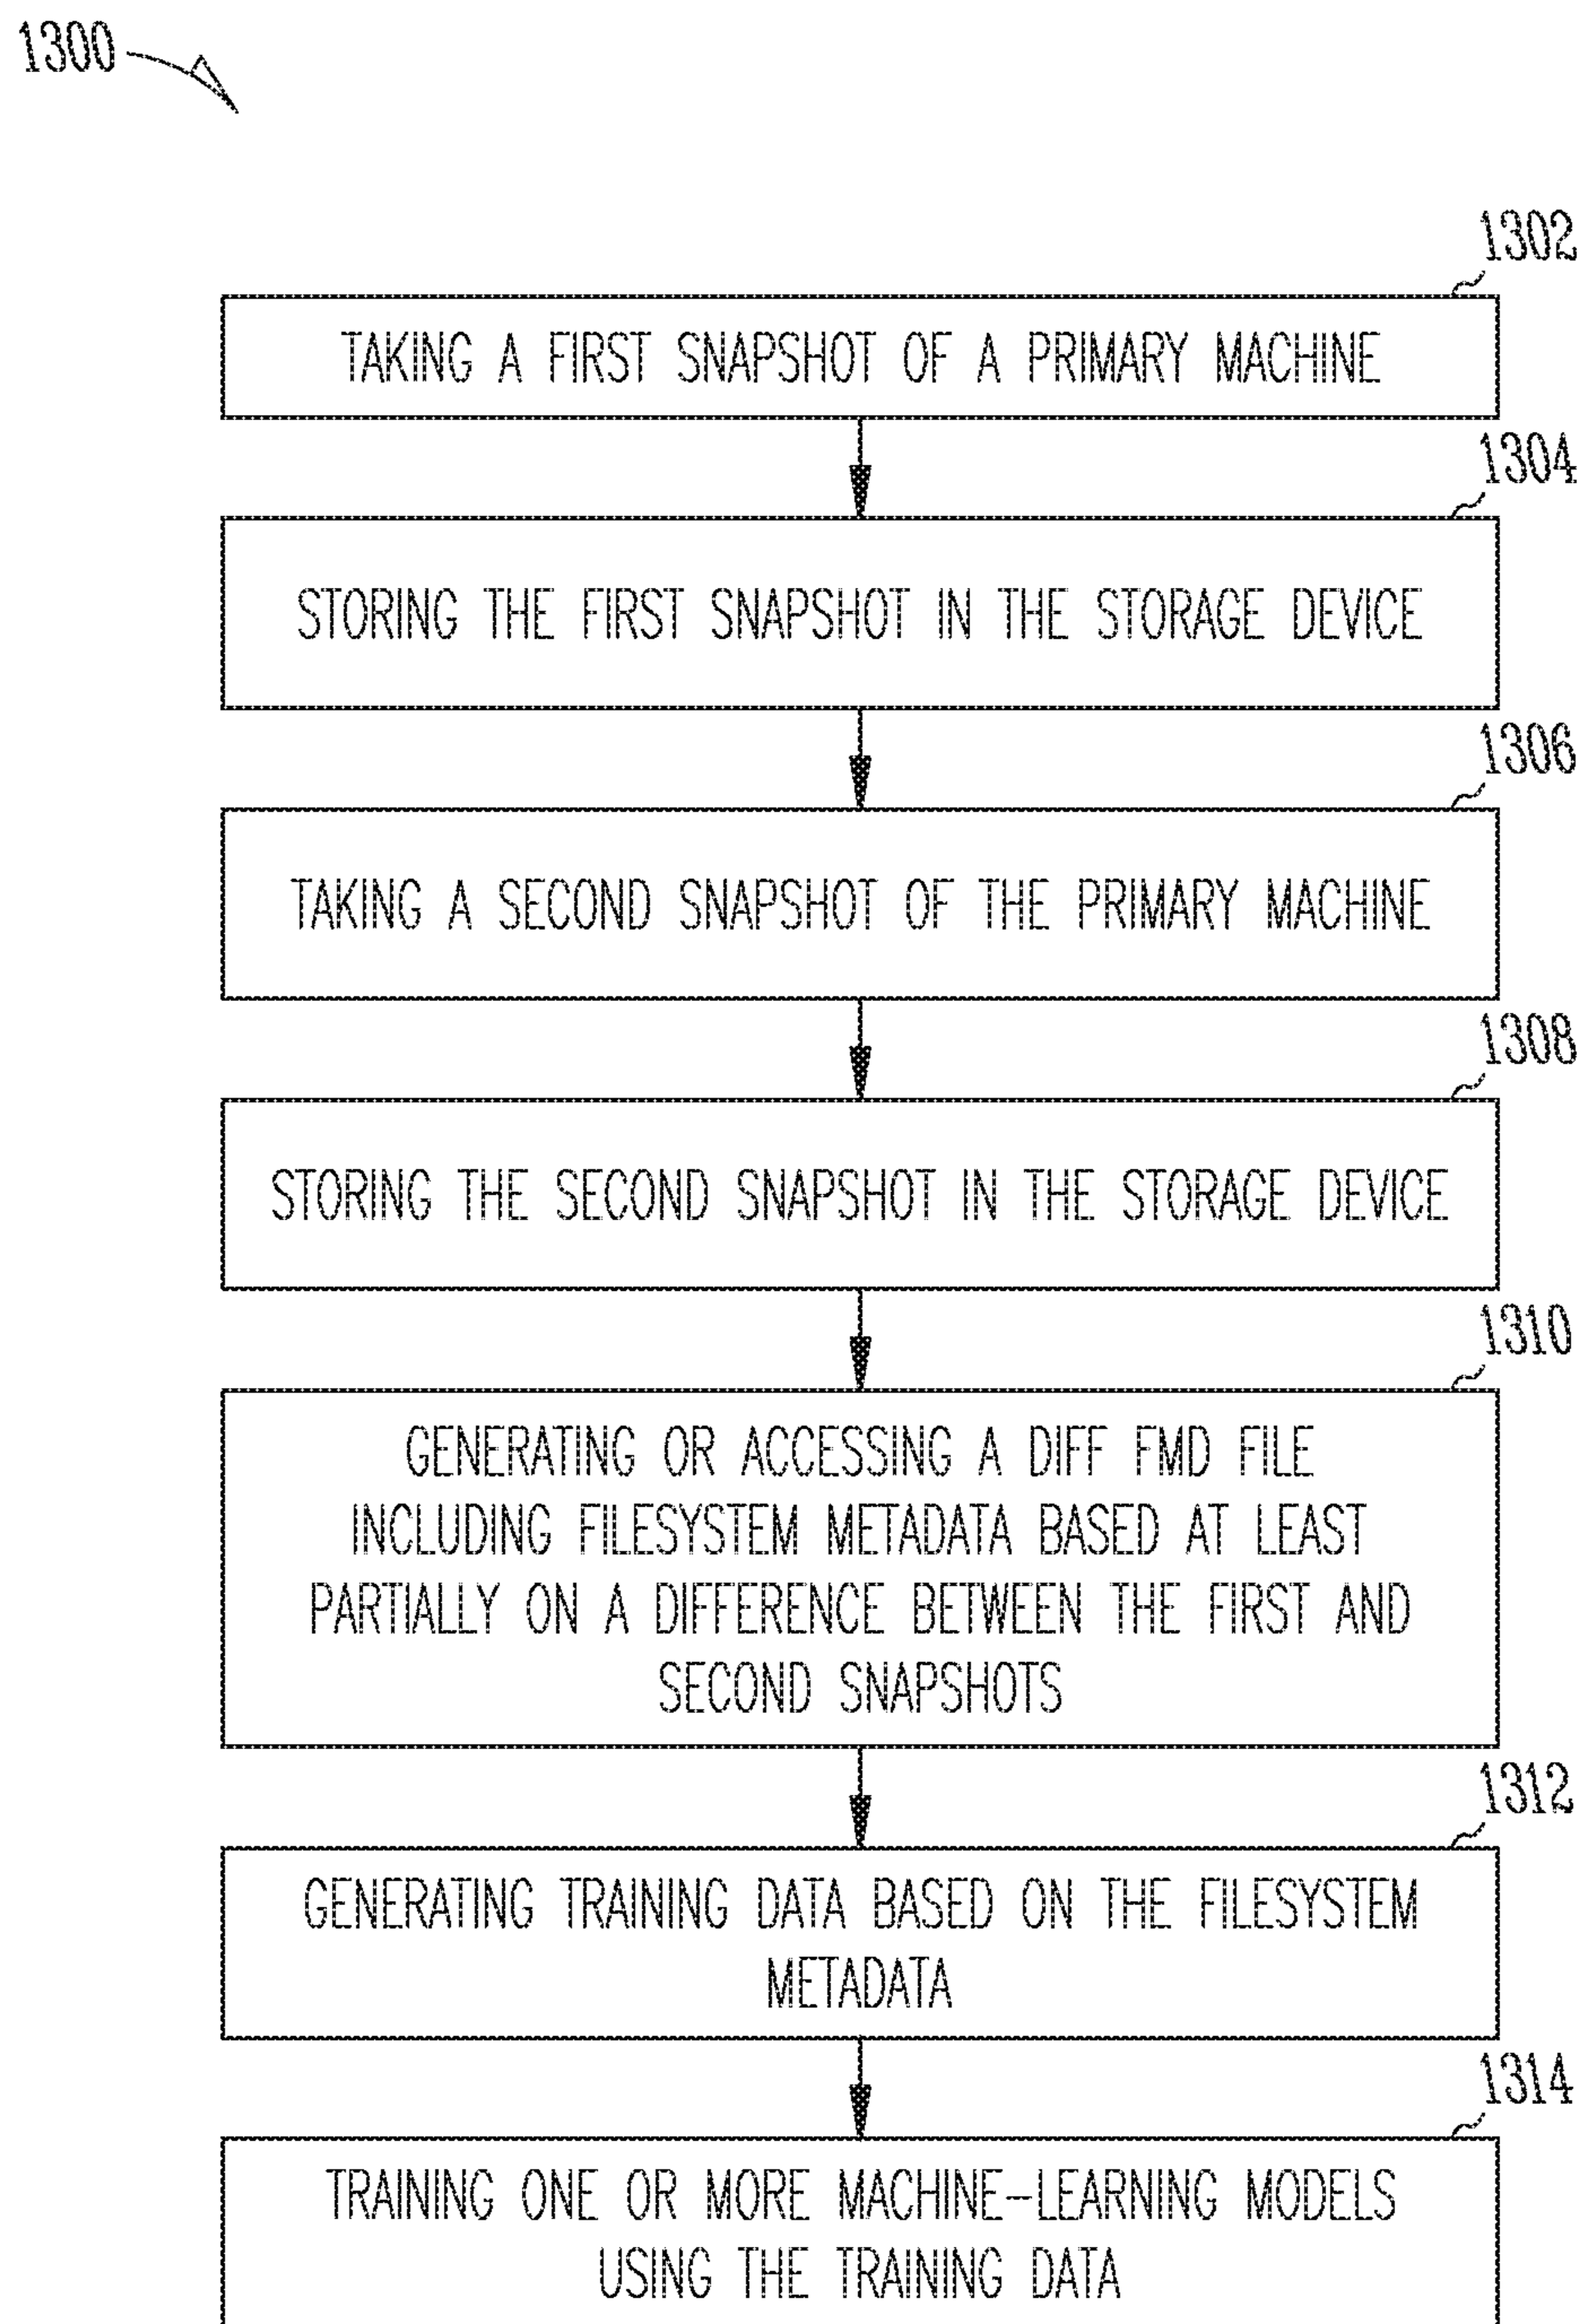 1300
1302
TAKING A FIRST SNAPSHOT OF A PRIMARY MACHINE
1304
STORING THE FIRST SNAPSHOT IN THE STORAGE DEVICE
1306
TAKING A SECOND SNAPSHOT OF THE PRIMARY MACHINE
1308
STORING THE SECOND SNAPSHOT IN THE STORAGE DEVICE
1310
GENERATING OR ACCESSING A DIFF FMD FILE
INCLUDING FILESYSTEM METADATA BASED AT LEAST
PARTIALLY ON A DIFFERENCE BETWEEN THE FIRST AND
SECOND SNAPSHOTS
1312
GENERATING TRAINING DATA BASED ON THE FILESYSTEM
METADATA
1314
TRAINING ONE OR MORE MACHINE-LEARNING MODELS
USING THE TRAINING DATA